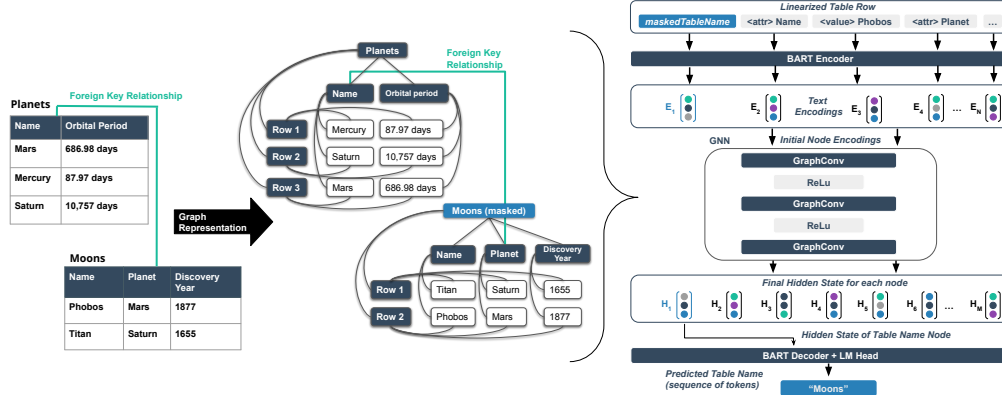 Foreign Key Relationship
Planets
Name Orbital Period
Mars 686.98 days
Mercury 87.97 days
Saturn 10,757 days
Moons
Name Planet Discovery
Year
Phobos Mars 1877
Titan Saturn 1655
Graph
Representation
Planets
Foreign Key
Relationship
Name Orbital period
Row 1 Mercury 87.97 days
Row 2 Saturn 10,757 days
Row 3 Mars 686.98 days
Moons (masked)
Name Planet Discovery
Year
Row 1 Titan Saturn 1655
Row 2 Phobos Mars 1877
Linearized Table Row
maskedTableName <attr> Name <value> Phobos <attr> Planet ...
BART Encoder
E1 E2 Text
Encodings E3 E4 ... EN
GNN Initial Node Encodings
GraphConv
ReLu
GraphConv
ReLu
GraphConv
Final Hidden State for each node
H1 H2 H3 H4 H5 H6 ... HM
Hidden State of Table Name Node
BART Decoder + LM Head
Predicted Table Name
(sequence of tokens)
“Moons”